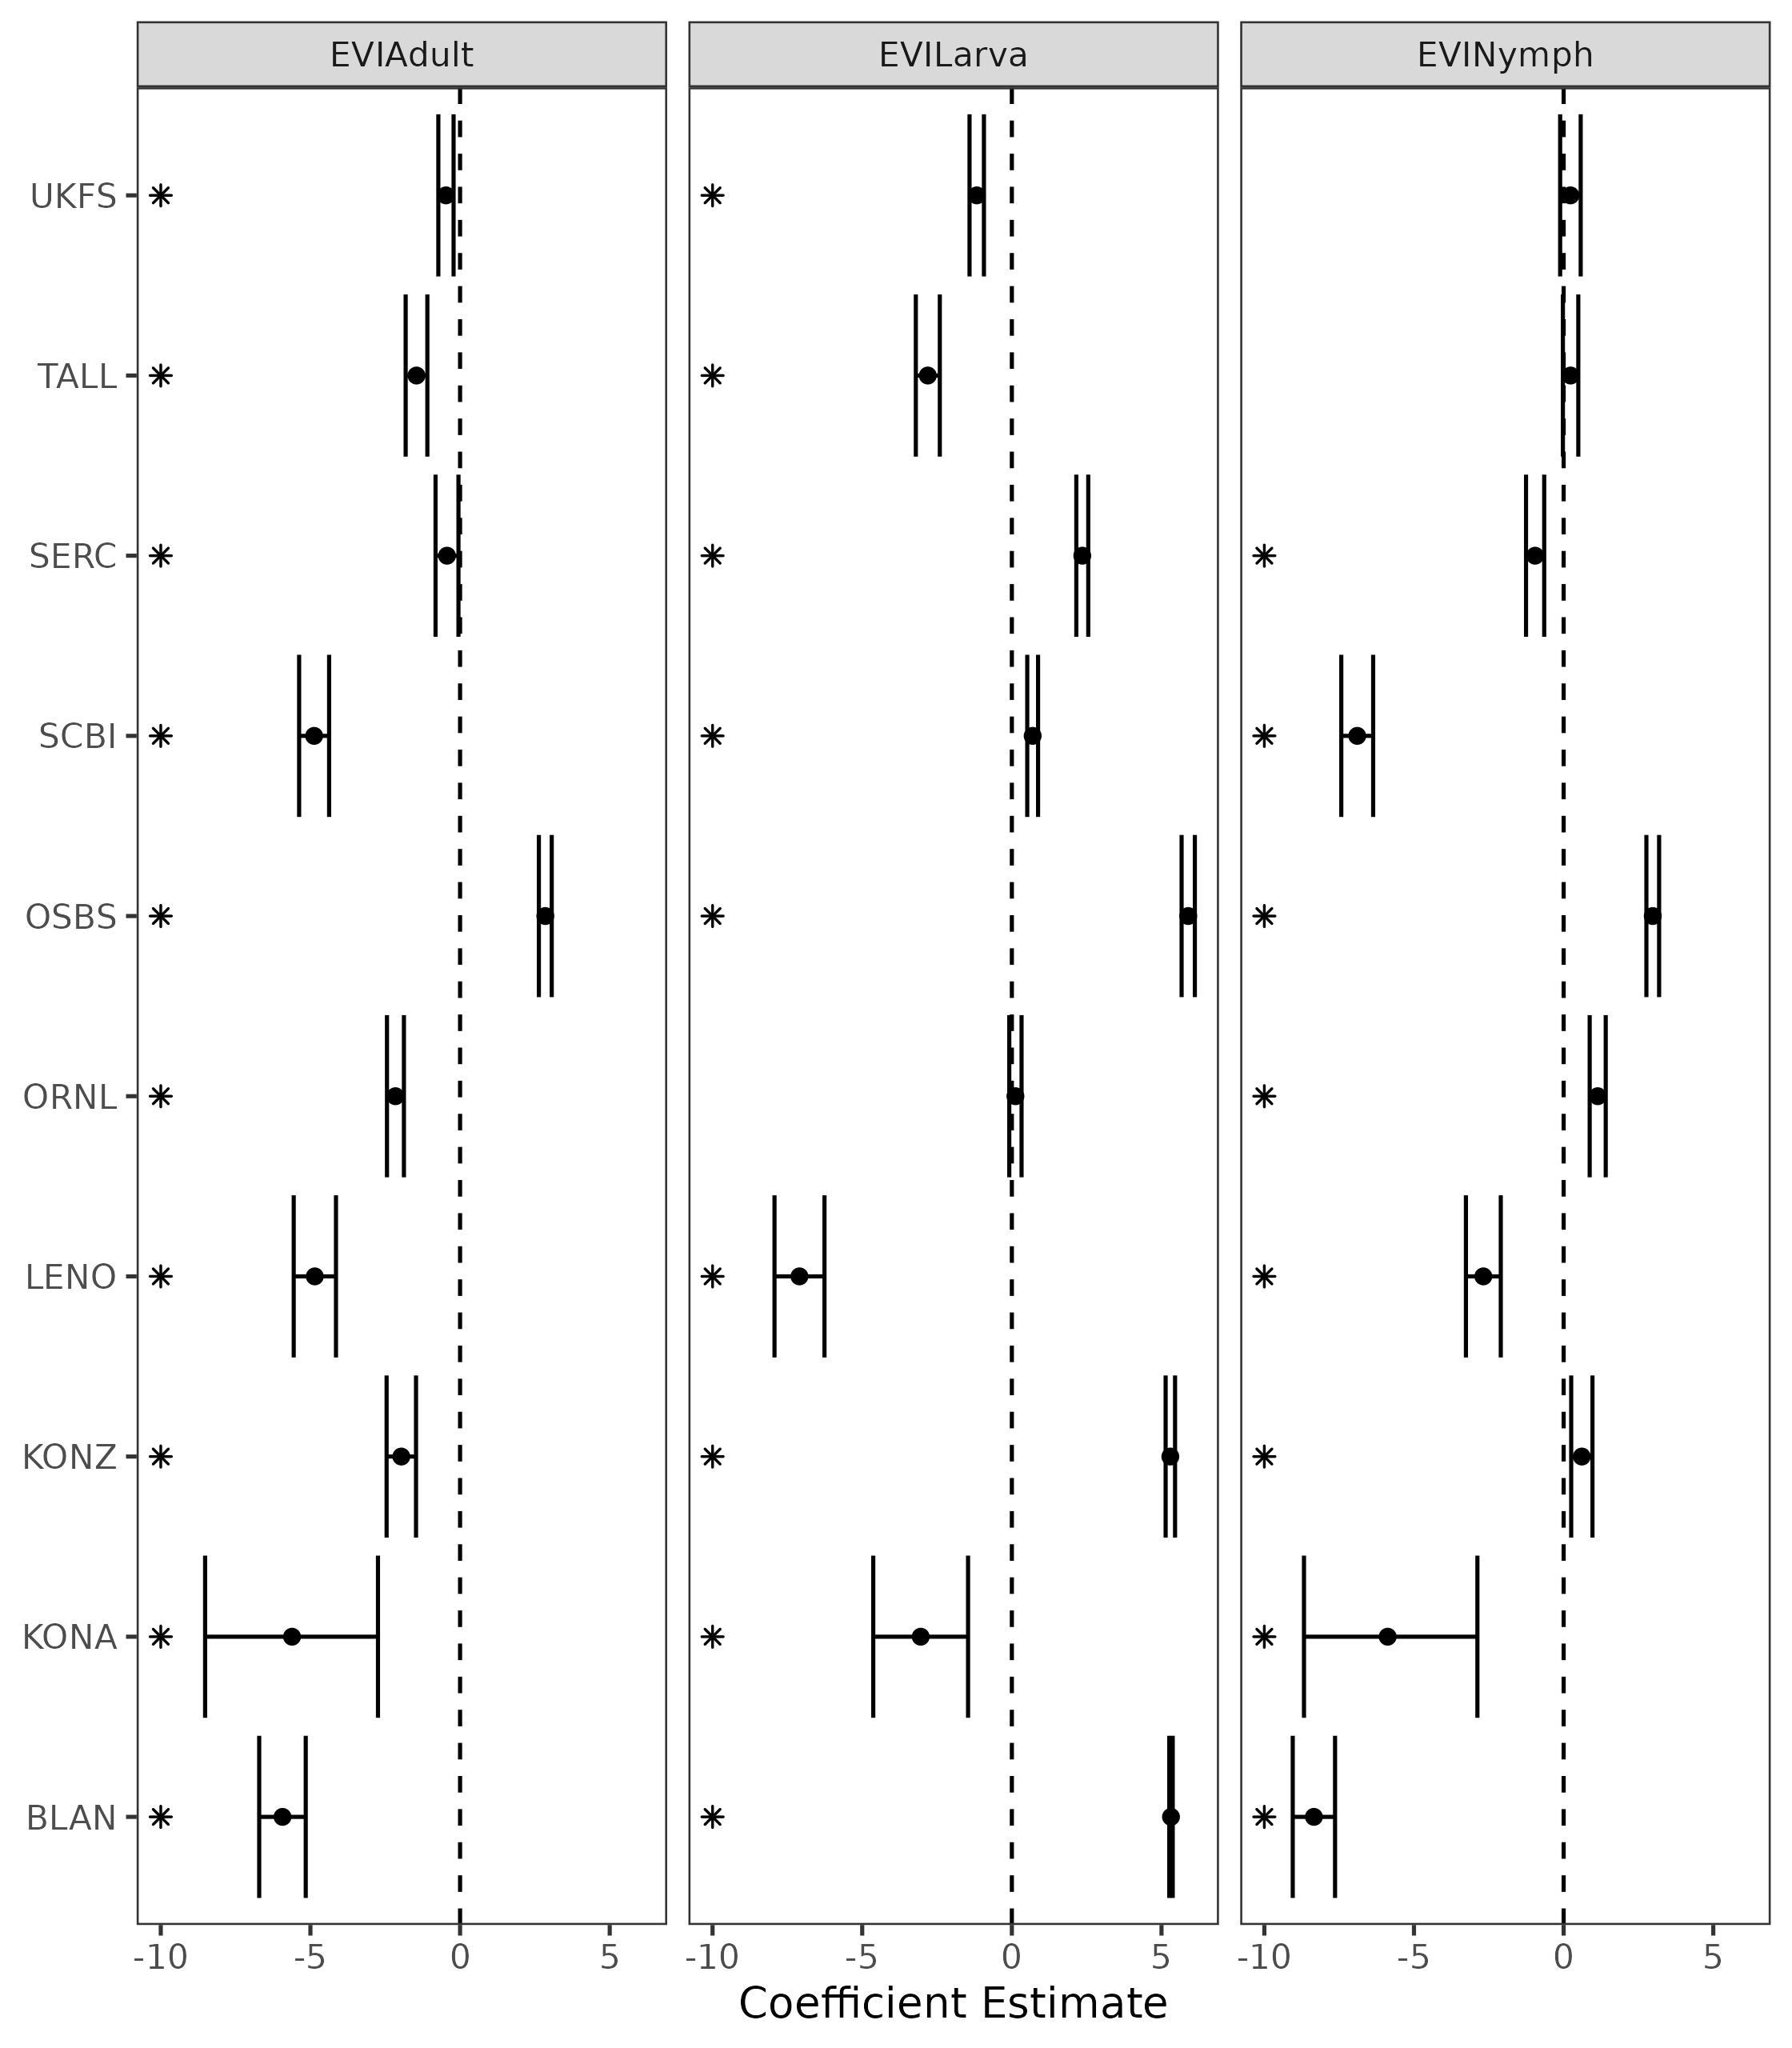 EVIAdult EVILarva EVINymph
UKFS
TALL
SERC
SCBI
OSBS
ORNL
LENO
KONZ
KONA
BLAN
-10 -5 0 5 -10 -5 0 5 -10 -5 0 5
Coefficient Estimate